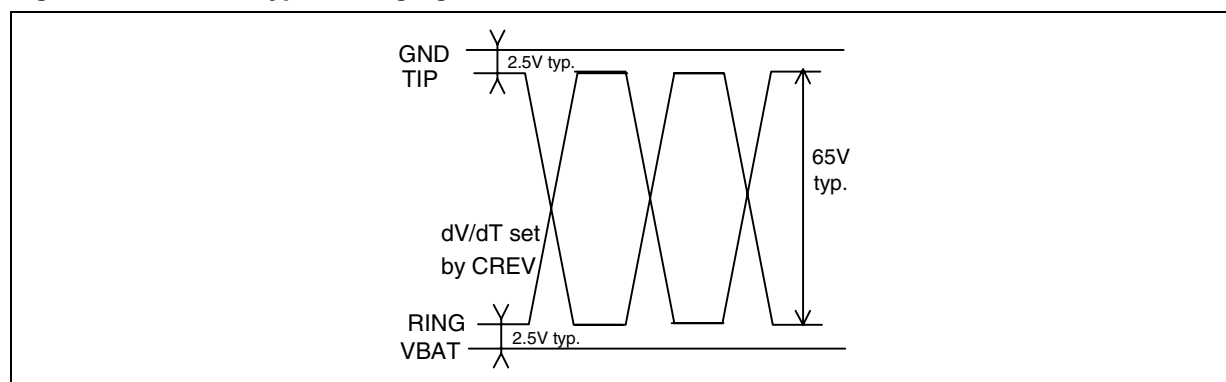 GND
2.5V typ.
TIP
65V
typ.
dV/dT set
by CREV
RING
2.5V typ.
VBAT